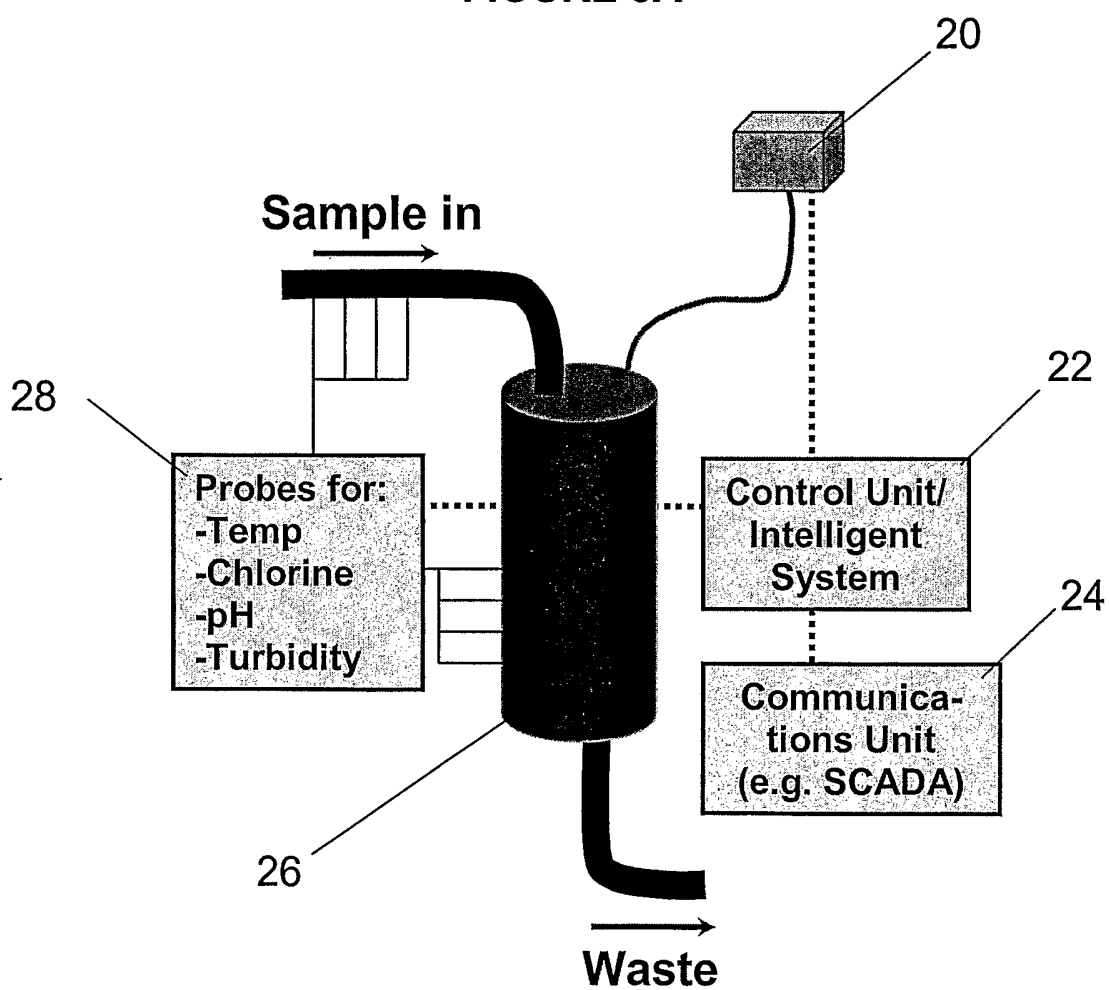 20
Sample in
22
28
Probes for:
-Temp
-Chlorine
-pH
-Turbidity
Control Unit/
Intelligent
System
24
Communica-
tions Unit
(e.g. SCADA)
26
Waste